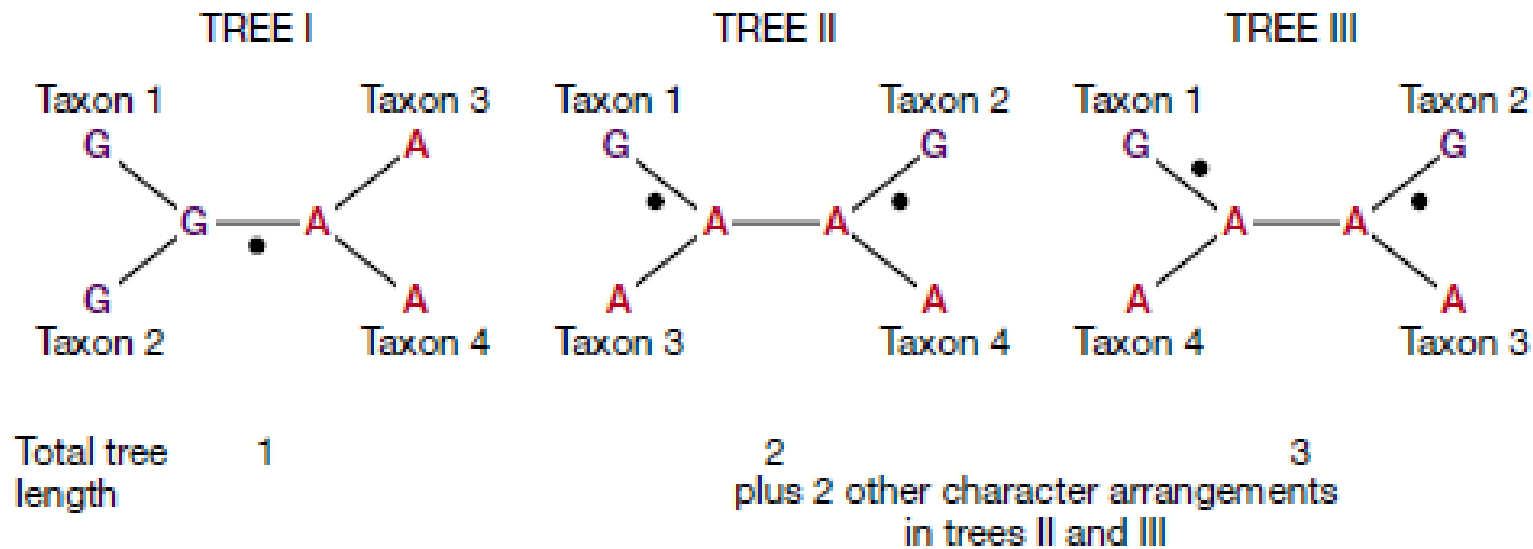 TREE I TREE II TREE III
Taxon 1 Taxon 3 Taxon 1 Taxon 2 Taxon 1 Taxon 2
G A G G G G
G A A A A A
G A A A A A
Taxon 2 Taxon 4 Taxon 3 Taxon 4 Taxon 4 Taxon 3
Total tree 1 2 3
length plus 2 other character arrangements
in trees II and III